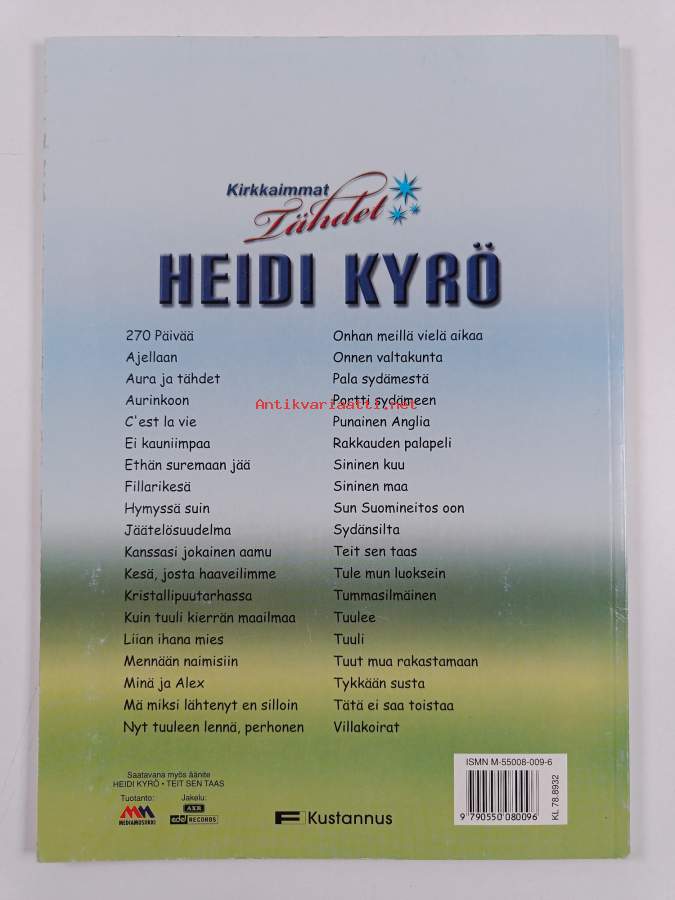 Kirkkaimmat
Tähdet
HEIDI KYRÖ
270 Päivää
Ajellaan
Aura ja tähdet
Aurinkoon
C'est la vie
Ei kauniimpaa
Ethän suremaan jää
Fillarikesä
Hymyssä suin
Jäätelösuudelma
Kanssasi jokainen aamu
Kesä, josta haaveilimme
Kristallipuutarhassa
Kuin tuuli kierrän maailmaa
Liian ihana mies
Mennään naimisiin
Minä ja Alex
Mä miksi lähtenyt en silloin
Nyt tuuleen lennä, perhonen
Onhan meillä vielä aikaa
Onnen valtakunta
Pala sydämestä
Portti sydämeen
Antikvariaatti.net
Punainen Anglia
Rakkauden palapeli
Sininen kuu
Sininen maa
Sun Suomineitos oon
Sydänsilta
Teit sen taas
Tule mun luoksein
Tummasilmäinen
Tuulee
Tuuli
Tuut mua rakastamaan
Tykkään susta
Tätä ei saa toistaa
Villakoirat
Saatavana myös äänite
HEIDI KYRÖ • TEIT SEN TAAS
Tuotanto:
MEDIAMUSIIKKI
Jakelu:
AXR
edel RECORDS
F Kustannus
ISMN M-55008-009-6
9 790550 080096
KL 78.8932